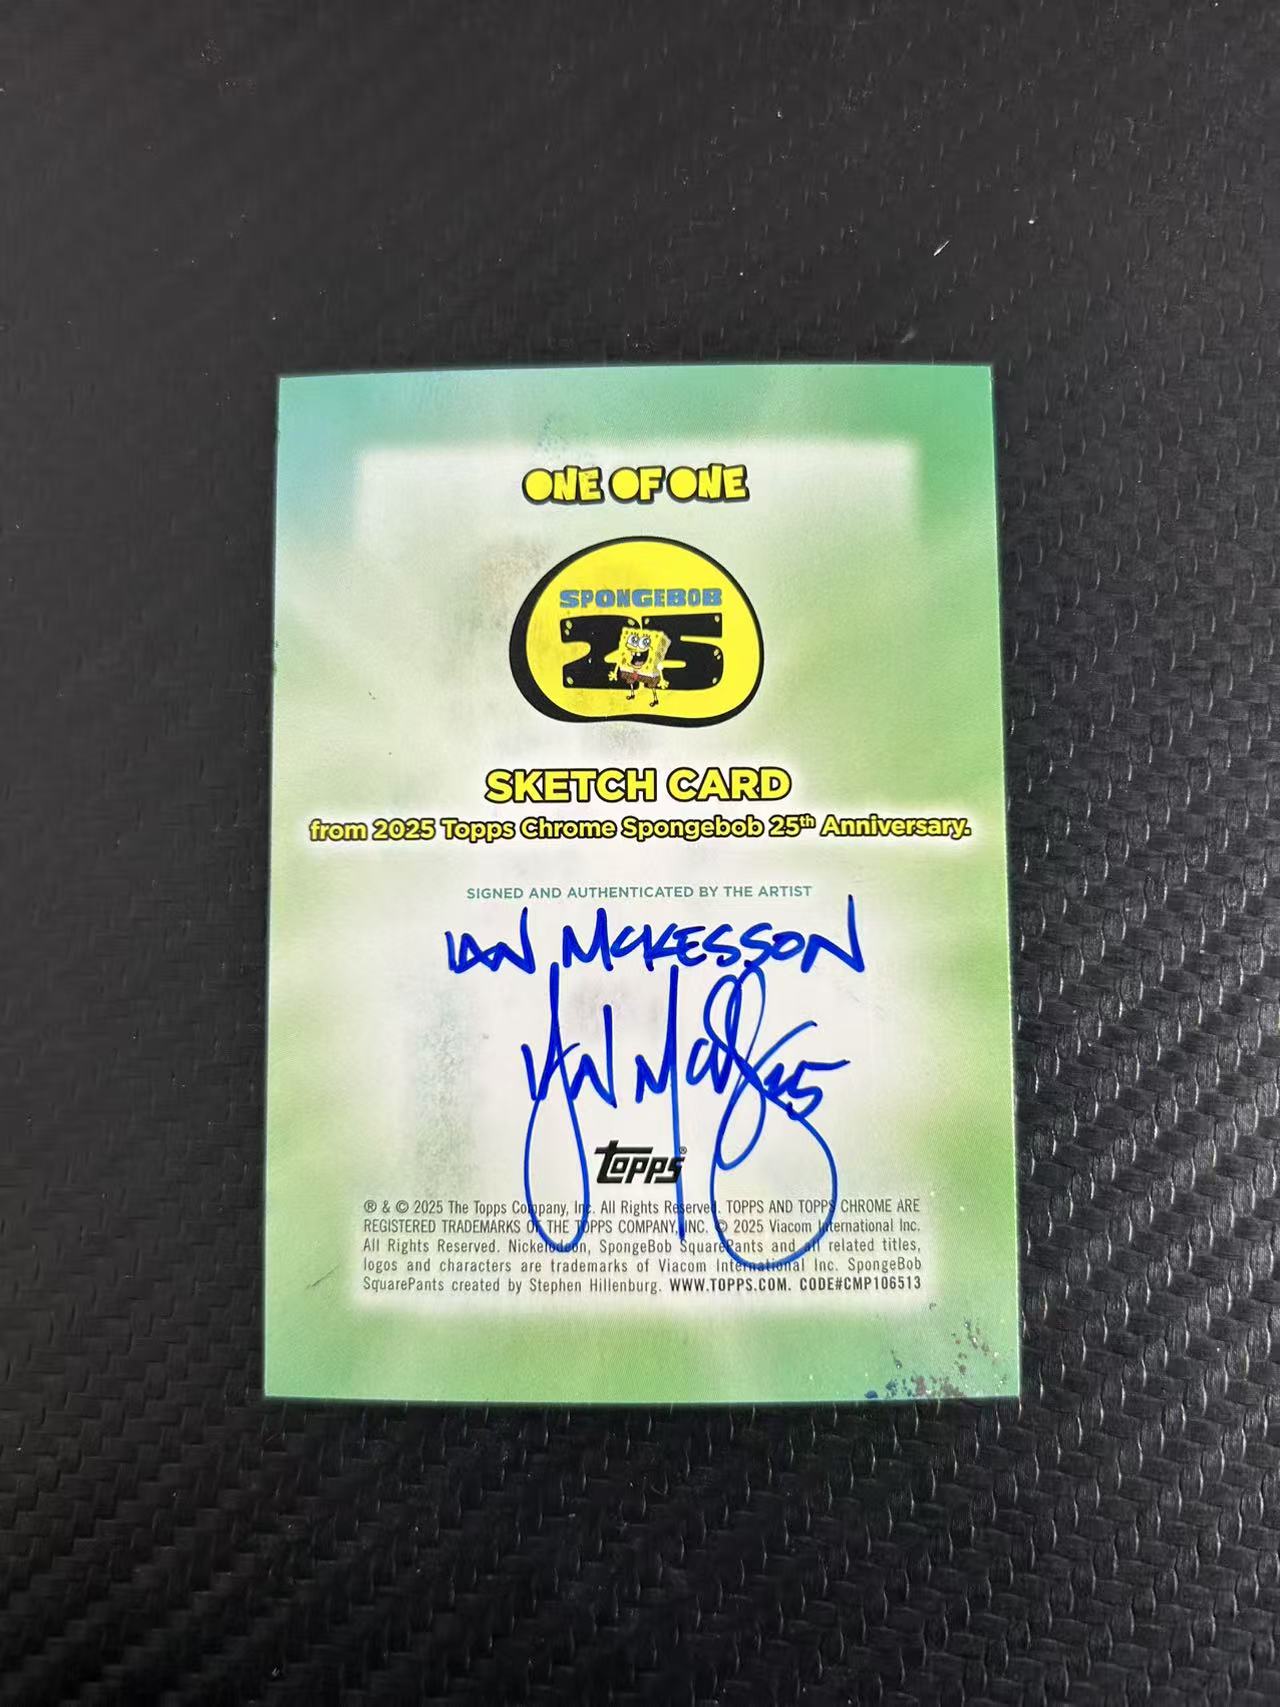 ONE OF ONE
SPONGEBOB
25
SKETCH CARD
from 2025 Topps Chrome Spongebob 25th Anniversary.
SIGNED AND AUTHENTICATED BY THE ARTIST
IAN MCKESSON
IAN
topps®
® & © 2025 The Topps Company, Inc. All Rights Reserved. TOPPS AND TOPPS CHROME ARE
REGISTERED TRADEMARKS OF THE TOPPS COMPANY, INC. © 2025 Viacom International Inc.
All Rights Reserved. Nickelodeon, SpongeBob SquarePants and all related titles,
logos and characters are trademarks of Viacom International Inc. SpongeBob
SquarePants created by Stephen Hillenburg. WWW.TOPPS.COM. CODE#CMP106513